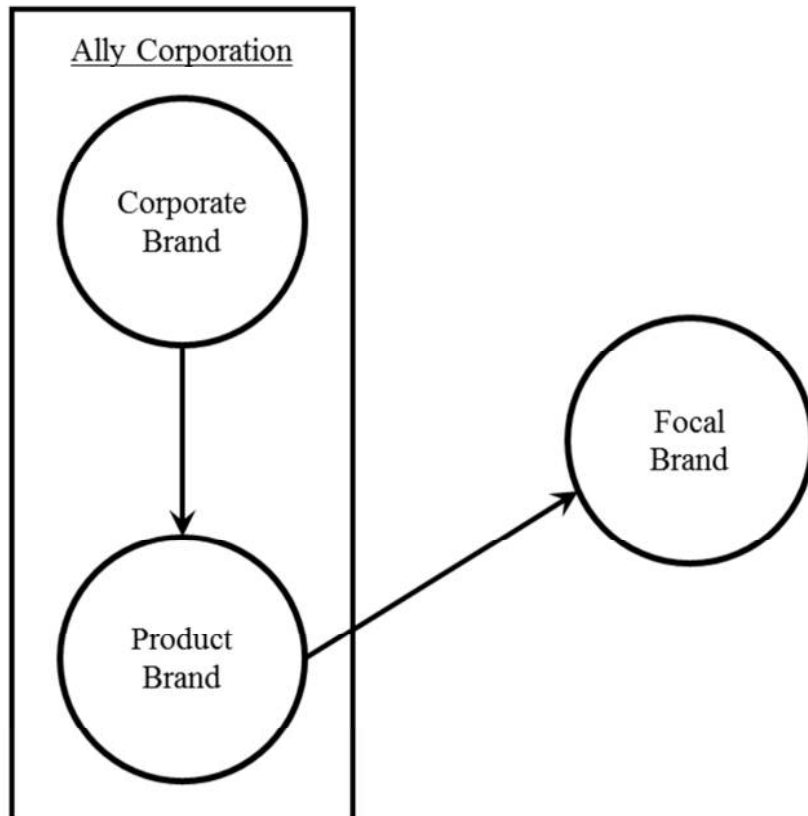 Ally Corporation
Corporate
Brand
Focal
Brand
Product
Brand